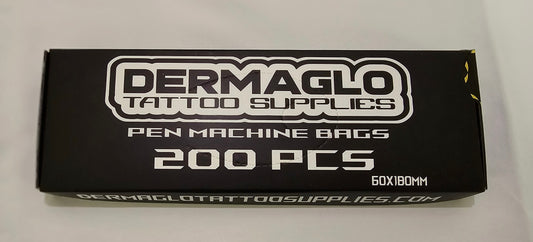 DERMAGLO
TATTOO SUPPLIES
PEN MACHINE BAGS
200 PCS
60X180MM
DERMAGLOTATTOOSUPPLIES.COM